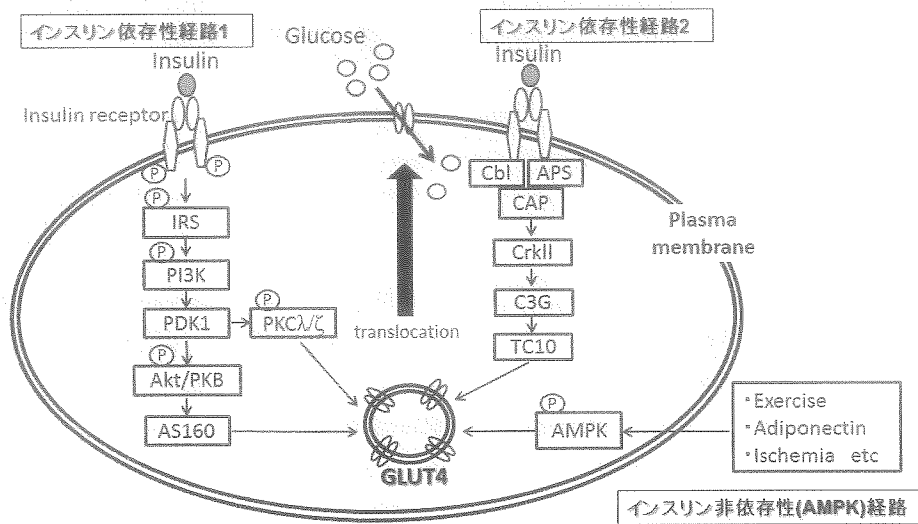 インスリン依存性経路1
Insulin
Insulin receptor
P
P
P
IRS
P
PI3K
PDK1
P
PKCλ/ζ
P
Akt/PKB
AS160
Glucose
translocation
GLUT4
インスリン依存性経路2
Insulin
Cbl
APS
CAP
CrkII
C3G
TC10
Plasma
membrane
P
AMPK
・Exercise
・Adiponectin
・Ischemia etc
インスリン非依存性(AMPK)経路